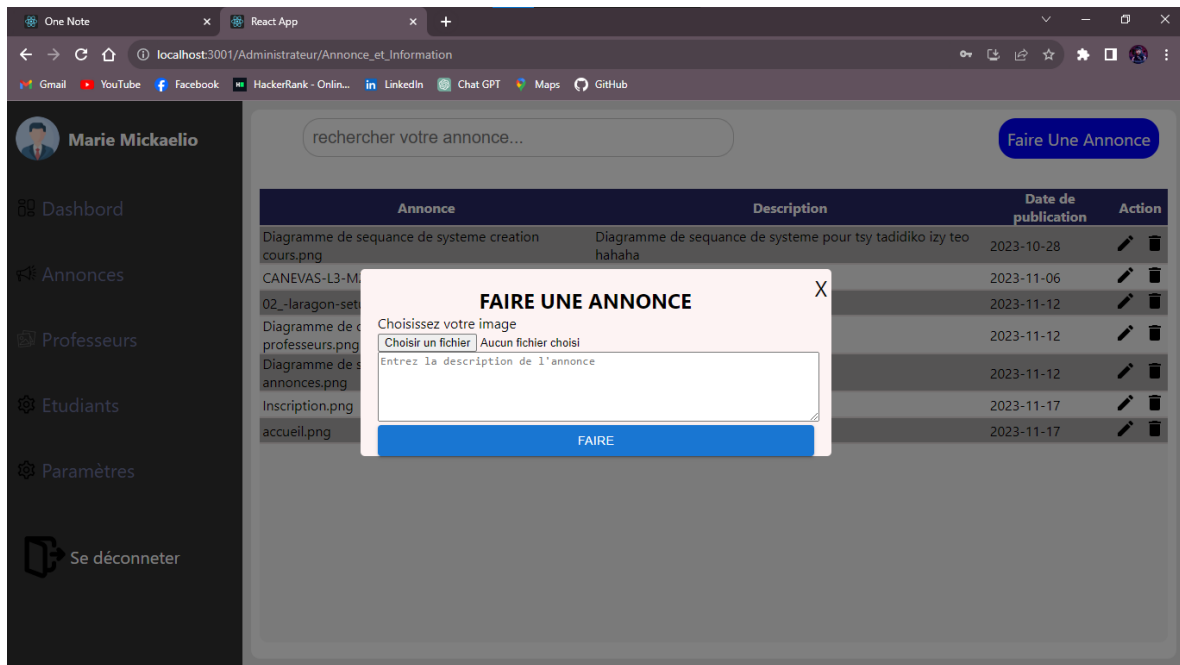 One Note
React App
localhost:3001/Administrateur/Annonce_et_Information
Gmail YouTube Facebook HackerRank - Onlin... LinkedIn Chat GPT Maps GitHub
Marie Mickaelio
Dashbord
Annonces
Professeurs
Etudiants
Paramètres
Se déconneter
rechercher votre annonce...
Faire Une Annonce
Annonce Description Date de
publication Action
Diagramme de sequance de systeme creation
cours.png
Diagramme de sequance de systeme pour tsy tadidiko izy teo
hahaha
2023-10-28
CANEVAS-L3-M
2023-11-06
02_-laragon-setu
2023-11-12
Diagramme de
professeurs.png
2023-11-12
Diagramme de s
annonces.png
2023-11-12
Inscription.png
2023-11-17
accueil.png
2023-11-17
X
FAIRE UNE ANNONCE
Choisissez votre image
Choisir un fichier Aucun fichier choisi
Entrez la description de l'annonce
FAIRE